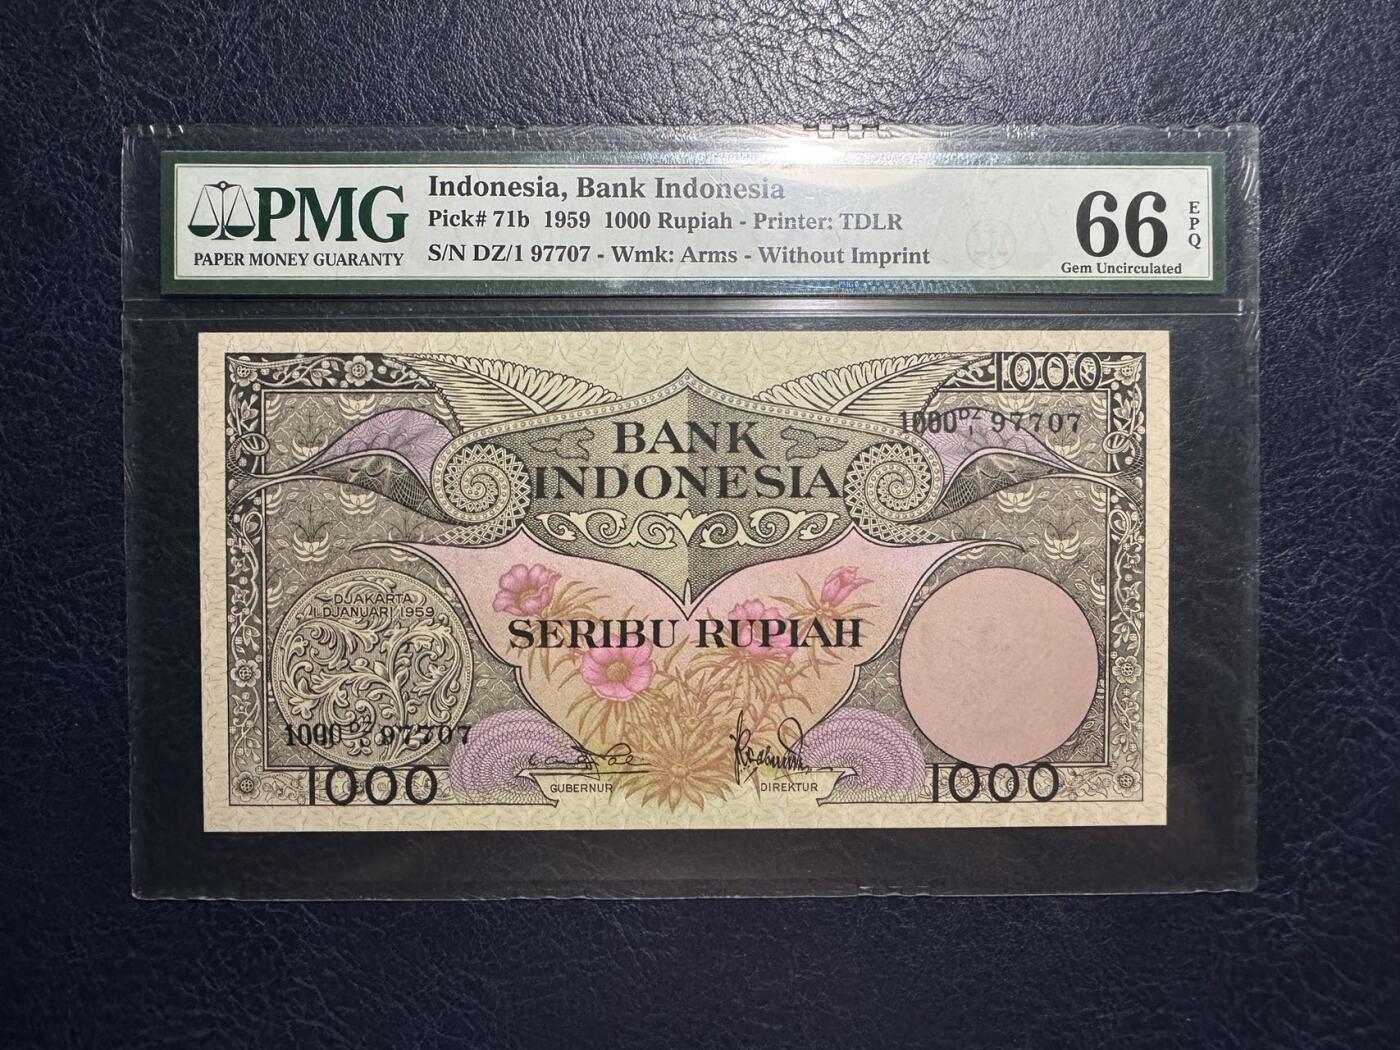 PMG
PAPER MONEY GUARANTY
Indonesia, Bank Indonesia
Pick# 71b 1959 1000 Rupiah - Printer: TDLR
S/N DZ/1 97707 - Wmk: Arms - Without Imprint
66
EPQ
Gem Uncirculated
1000
1000 DZ/1 97707
BANK
INDONESIA
DJAKARTA
1 DJANUARI 1959
SERIBU RUPIAH
1000 DZ/1 97707
1000
GUBERNUR
DIREKTUR
1000